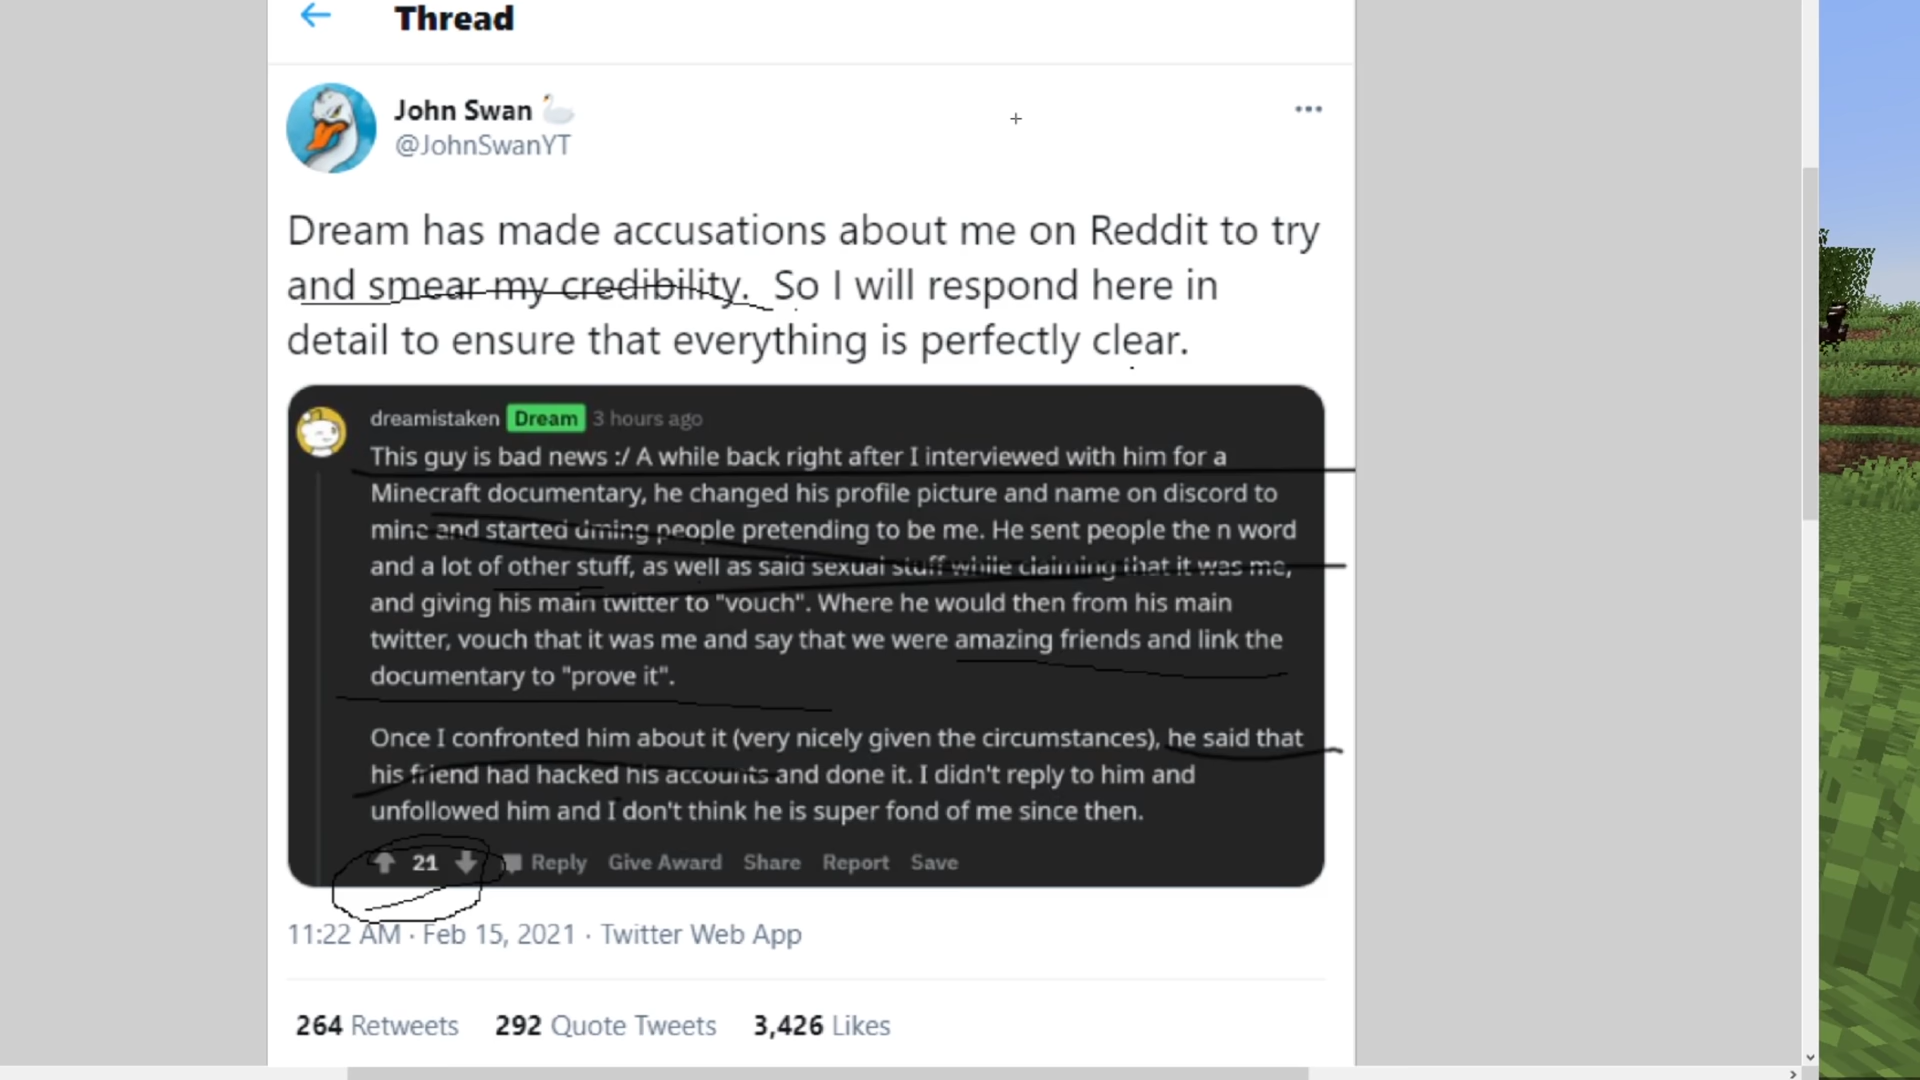 Thread
John Swan
@JohnSwanYT
Dream has made accusations about me on Reddit to try
and smear my credibility. So I will respond here in
detail to ensure that everything is perfectly clear.
dreamistaken Dream 3 hours ago
This guy is bad news :/ A while back right after I interviewed with him for a
Minecraft documentary, he changed his profile picture and name on discord to
mine and started dming people pretending to be me. He sent people the n word
and a lot of other stuff, as well as said sexual stuff while claiming that it was me,
and giving his main twitter to "vouch". Where he would then from his main
twitter, vouch that it was me and say that we were amazing friends and link the
documentary to "prove it".
Once I confronted him about it (very nicely given the circumstances), he said that
his friend had hacked his accounts and done it. I didn't reply to him and
unfollowed him and I don't think he is super fond of me since then.
21 Reply Give Award Share Report Save
11:22 AM · Feb 15, 2021 · Twitter Web App
264 Retweets 292 Quote Tweets 3,426 Likes